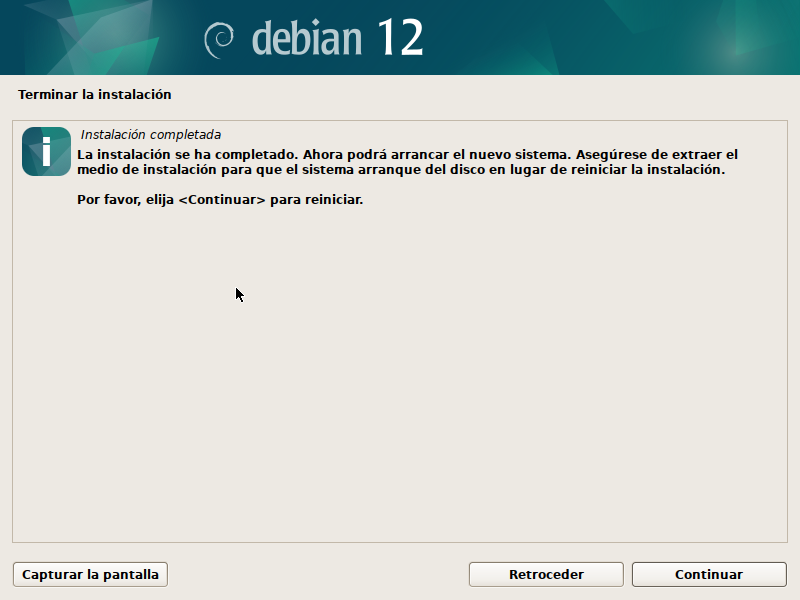 debian 12
Terminar la instalación
Instalación completada
La instalación se ha completado. Ahora podrá arrancar el nuevo sistema. Asegúrese de extraer el
medio de instalación para que el sistema arranque del disco en lugar de reiniciar la instalación.
Por favor, elija <Continuar> para reiniciar.
Capturar la pantalla
Retroceder
Continuar